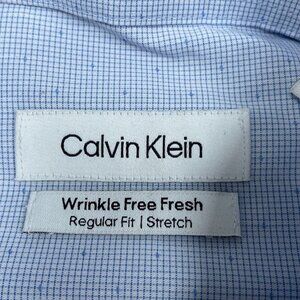 Calvin Klein
Wrinkle Free Fresh
Regular Fit | Stretch